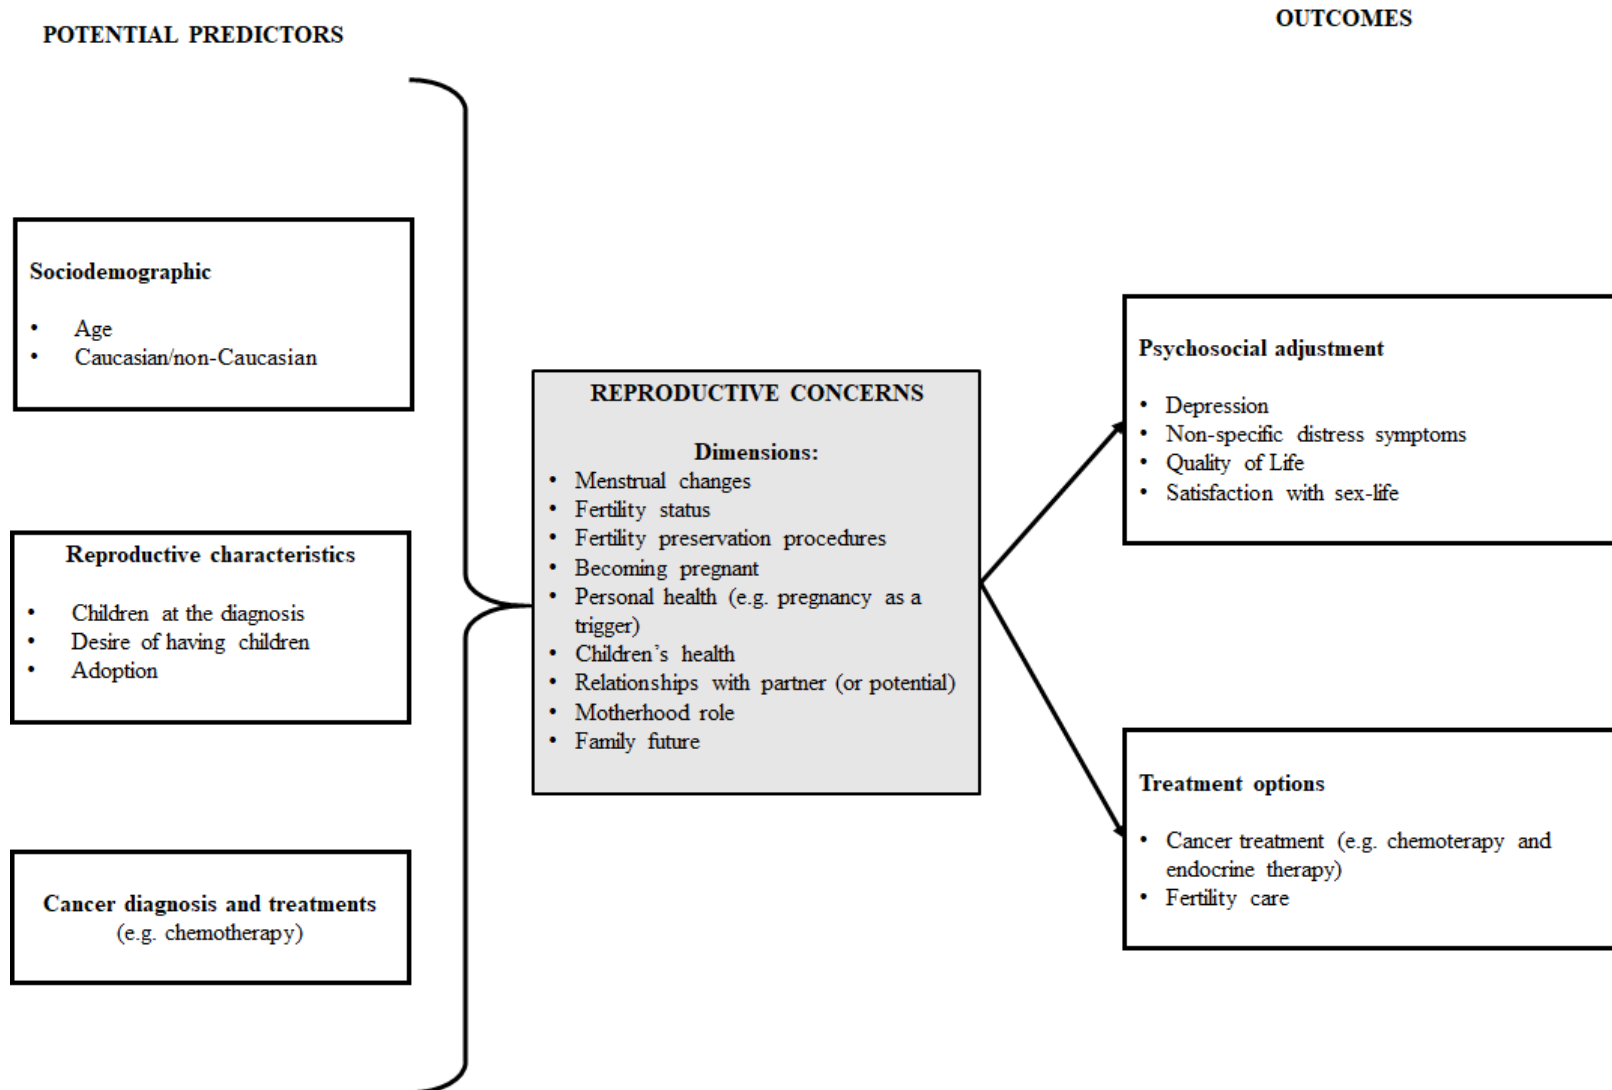 POTENTIAL PREDICTORS
OUTCOMES
Sociodemographic
• Age
• Caucasian/non-Caucasian
Reproductive characteristics
• Children at the diagnosis
• Desire of having children
• Adoption
Cancer diagnosis and treatments
(e.g. chemotherapy)
REPRODUCTIVE CONCERNS
Dimensions:
• Menstrual changes
• Fertility status
• Fertility preservation procedures
• Becoming pregnant
• Personal health (e.g. pregnancy as a
trigger)
• Children’s health
• Relationships with partner (or potential)
• Motherhood role
• Family future
Psychosocial adjustment
• Depression
• Non-specific distress symptoms
• Quality of Life
• Satisfaction with sex-life
Treatment options
• Cancer treatment (e.g. chemoterapy and
endocrine therapy)
• Fertility care